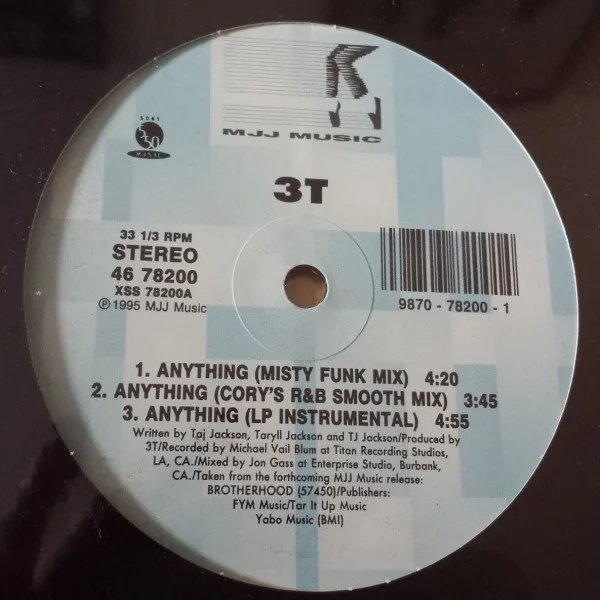 MJJ MUSIC
SONY
550
MUSIC
3T
33 1/3 RPM
STEREO
46 78200
XSS 78200A
℗ 1995 MJJ Music
9870 - 78200 - 1
1. ANYTHING (MISTY FUNK MIX) 4:20
2. ANYTHING (CORY'S R&B SMOOTH MIX) 3:45
3. ANYTHING (LP INSTRUMENTAL) 4:55
Written by Taj Jackson, Taryll Jackson and TJ Jackson/Produced by
3T/Recorded by Michael Vail Blum at Titan Recording Studios,
LA, CA./Mixed by Jon Gass at Enterprise Studio, Burbank,
CA./Taken from the forthcoming MJJ Music release:
BROTHERHOOD (57450)/Publishers:
FYM Music/Tar It Up Music
Yabo Music (BMI)